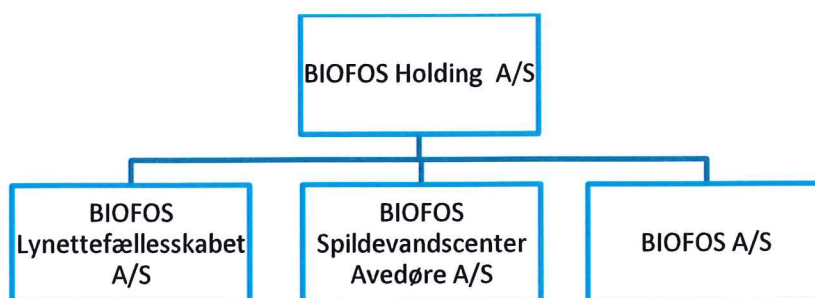 BIOFOS Holding A/S
BIOFOS
Lynettefællesskabet
A/S
BIOFOS
Spildevandscenter
Avedøre A/S
BIOFOS A/S